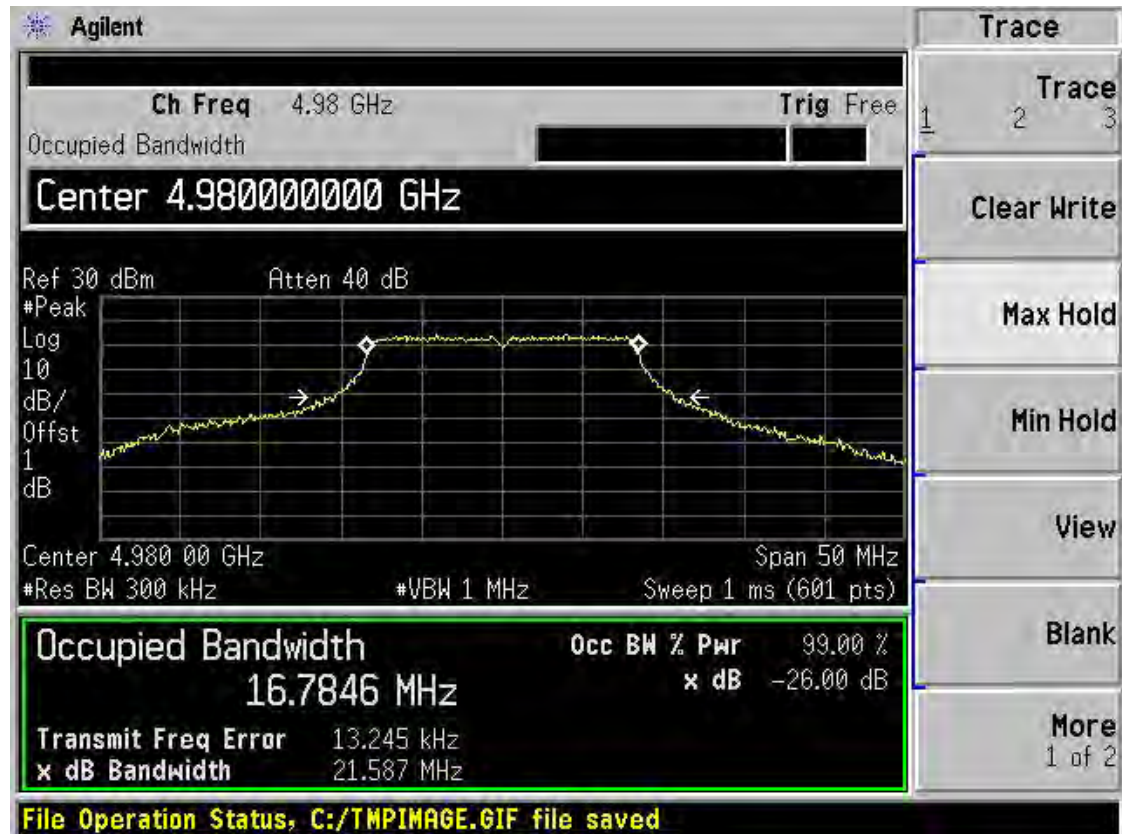 Agilent
Trace
Ch Freq 4.98 GHz Trig Free
Occupied Bandwidth
Center 4.980000000 GHz
Ref 30 dBm Atten 40 dB
#Peak
Log
10
dB/
Offst
1
dB
Center 4.980 00 GHz Span 50 MHz
#Res BW 300 kHz #VBW 1 MHz Sweep 1 ms (601 pts)
Occupied Bandwidth
16.7846 MHz
Occ BW % Pwr 99.00 %
x dB -26.00 dB
Transmit Freq Error 13.245 kHz
x dB Bandwidth 21.587 MHz
File Operation Status, C:/TMPIMAGE.GIF file saved
Trace
1 2 3
Clear Write
Max Hold
Min Hold
View
Blank
More
1 of 2